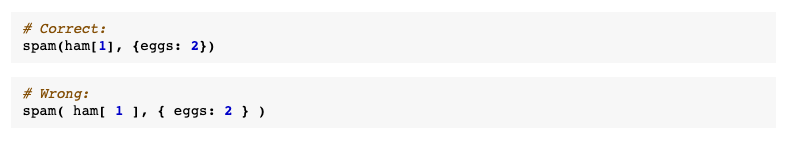 # Correct:
spam(ham[1], {eggs: 2})
# Wrong:
spam( ham[ 1 ], { eggs: 2 } )